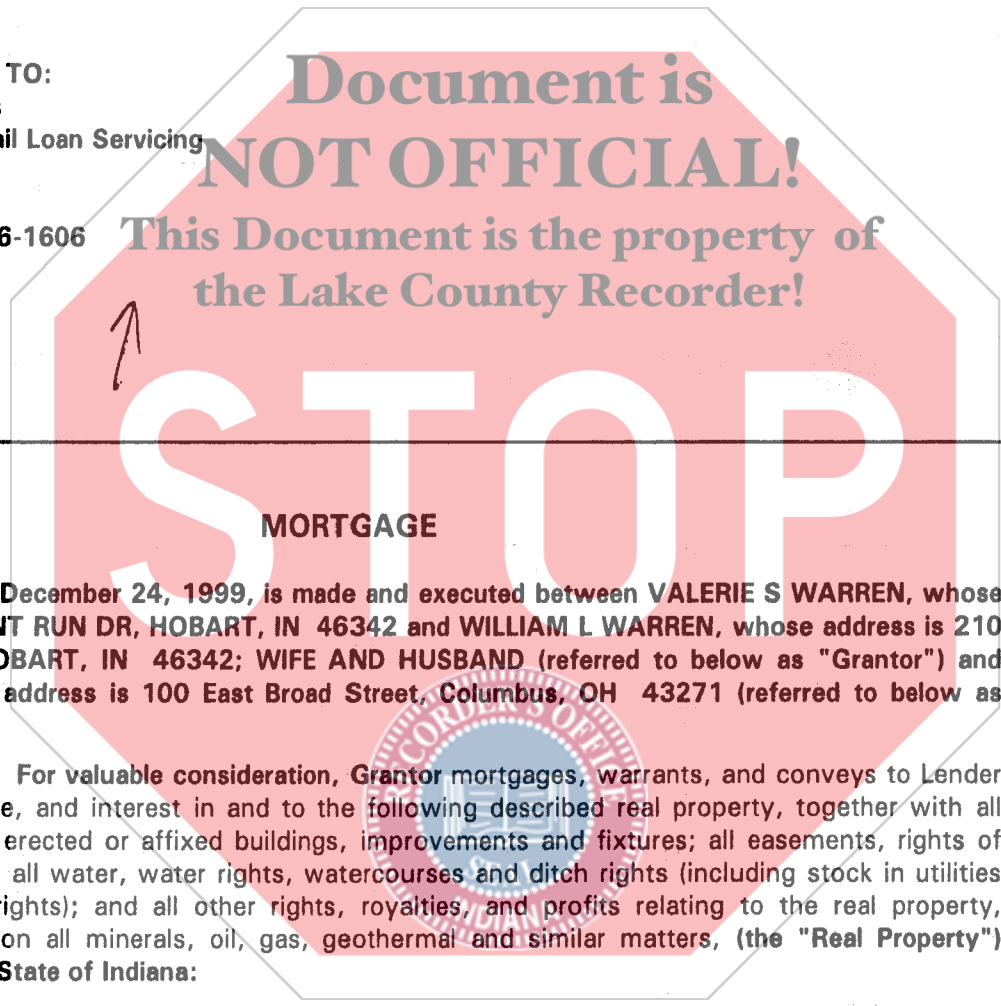 TO:
s
ail Loan Servicing
6-1606
Document is
NOT OFFICIAL!
This Document is the property of
the Lake County Recorder!
STOP
MORTGAGE
December 24, 1999, is made and executed between VALERIE S WARREN, whose
NT RUN DR, HOBART, IN 46342 and WILLIAM L WARREN, whose address is 210
OBART, IN 46342; WIFE AND HUSBAND (referred to below as "Grantor") and
address is 100 East Broad Street, Columbus, OH 43271 (referred to below as
For valuable consideration, Grantor mortgages, warrants, and conveys to Lender
e, and interest in and to the following described real property, together with all
erected or affixed buildings, improvements and fixtures; all easements, rights of
all water, water rights, watercourses and ditch rights (including stock in utilities
rights); and all other rights, royalties, and profits relating to the real property,
on all minerals, oil, gas, geothermal and similar matters, (the "Real Property")
State of Indiana:
RECORDER'S OFFICE
SEAL
INDIANA